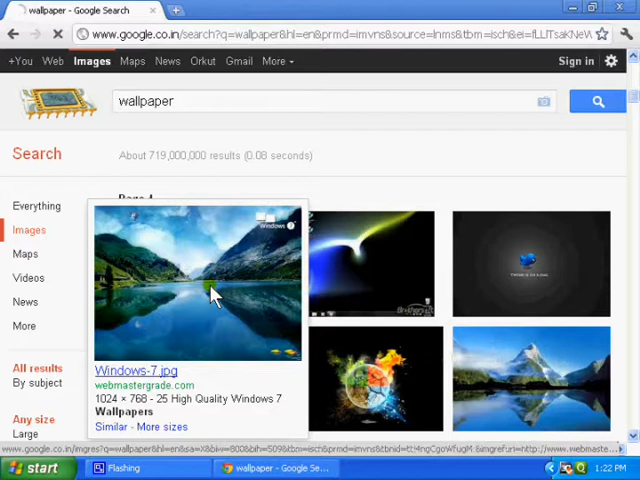 wallpaper - Google Search
www.google.co.in/search?q=wallpaper&hl=en&prmd=imvns&source=lnms&tbm=isch&ei=
+You Web Images Maps News Orkut Gmail More Sign in
wallpaper
Search
About 719,000,000 results (0.08 seconds)
Everything
Images
Maps
Videos
News
More
All results
By subject
Any size
Large
Windows 7
Windows-7.jpg
webmastergrade.com
1024 × 768 - 25 High Quality Windows 7
Wallpapers
Similar - More sizes
start
Flashing
wallpaper - Google Se...
1:22 PM